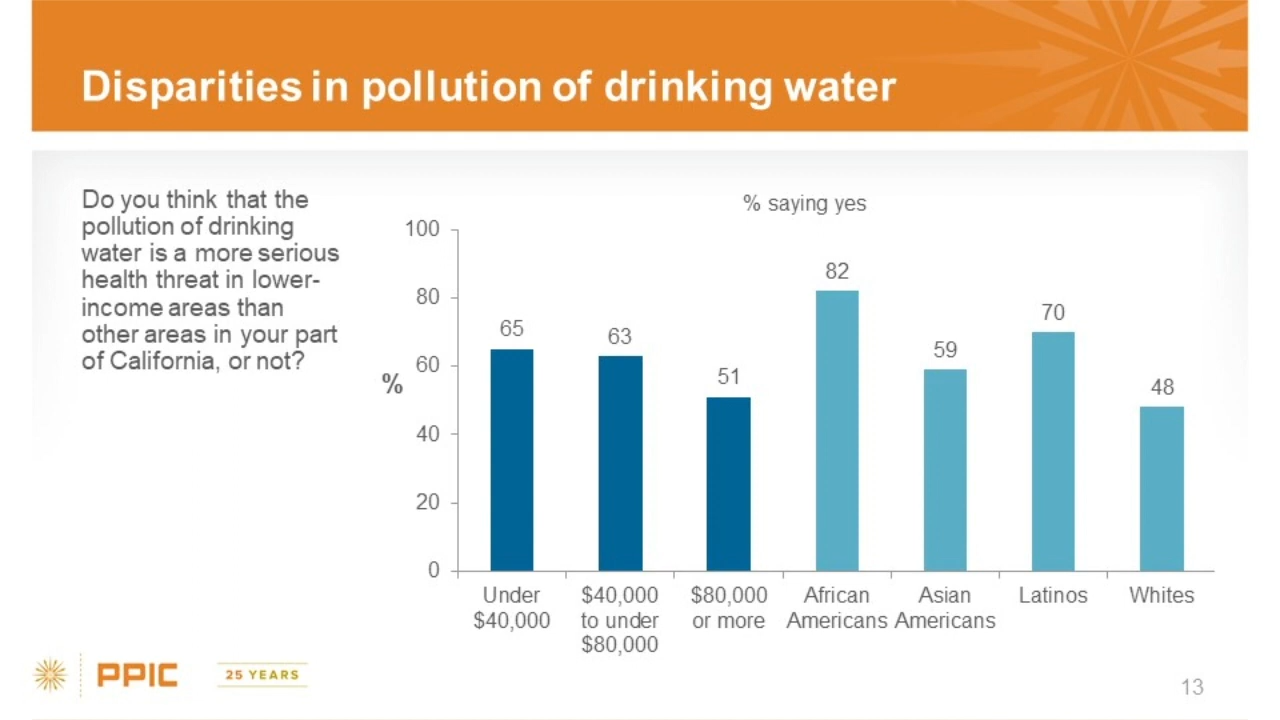 Disparities in pollution of drinking water
Do you think that the
pollution of drinking
water is a more serious
health threat in lower-
income areas than
other areas in your part
of California, or not?
% saying yes
100
80
60
40
20
0
%
65
63
51
82
59
70
48
Under
$40,000
$40,000
to under
$80,000
$80,000
or more
African
Americans
Asian
Americans
Latinos
Whites
PPIC
25 YEARS
13